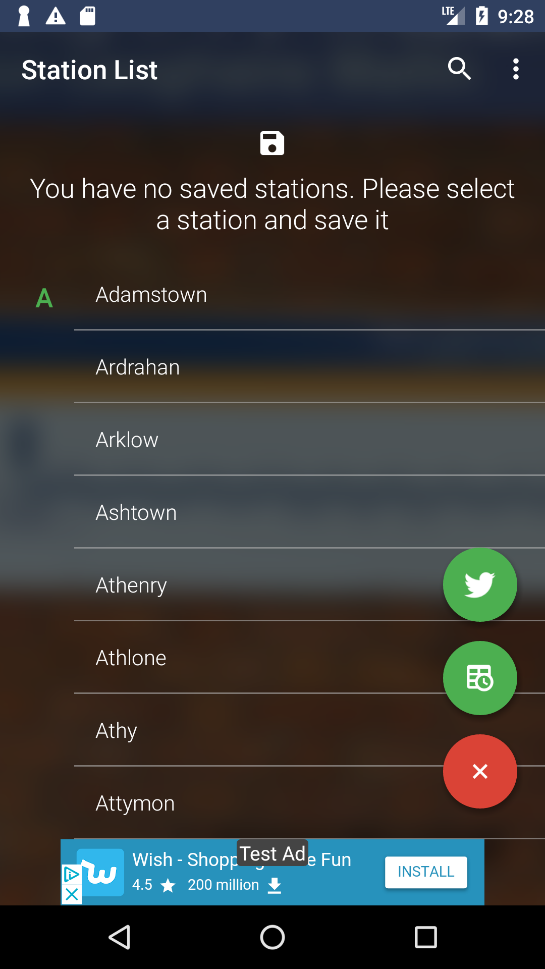 LTE 9:28
Station List
You have no saved stations. Please select
a station and save it
A
Adamstown
Ardrahan
Arklow
Ashtown
Athenry
Athlone
Athy
Attymon
Test Ad
Wish - Shopp e Fun
4.5 200 million
INSTALL